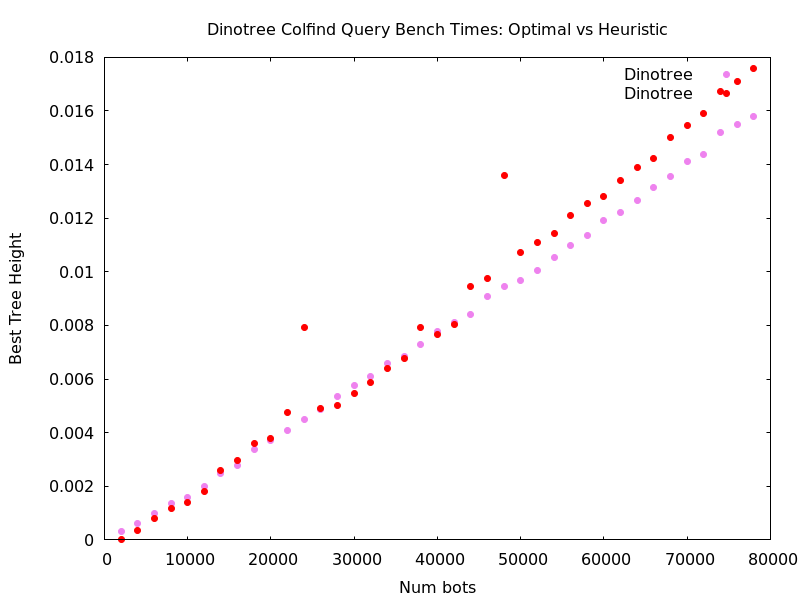 Dinotree Colfind Query Bench Times: Optimal vs Heuristic
0.018
0.016
0.014
0.012
0.01
0.008
0.006
0.004
0.002
0
Best Tree Height
Dinotree
Dinotree
0 10000 20000 30000 40000 50000 60000 70000 80000
Num bots